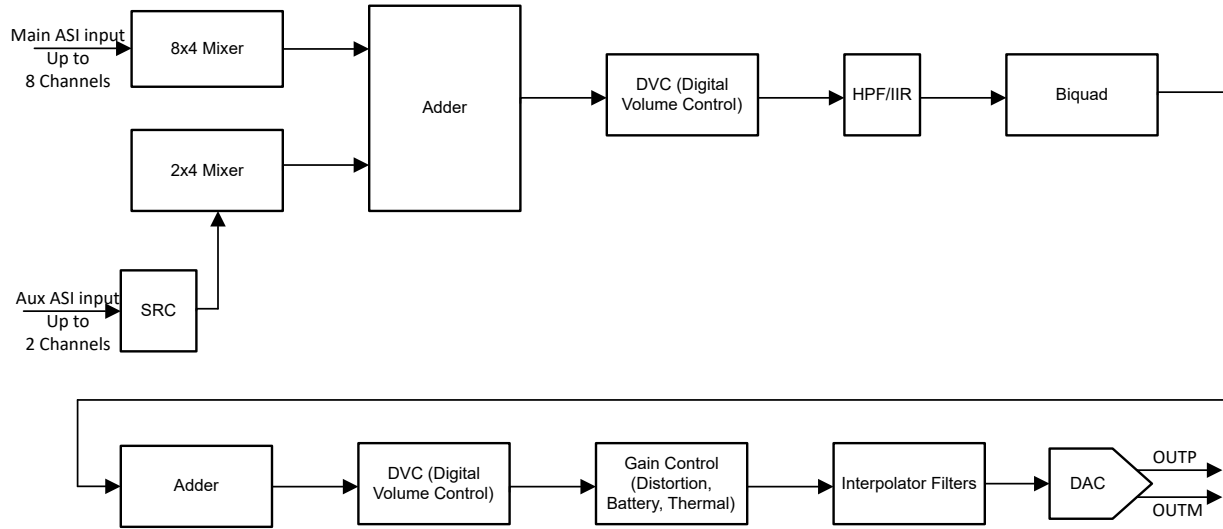 Main ASI input
Up to
8 Channels
8x4 Mixer
Adder
DVC (Digital
Volume Control)
HPF/IIR
Biquad
2x4 Mixer
Aux ASI input
Up to
2 Channels
SRC
Adder
DVC (Digital
Volume Control)
Gain Control
(Distortion,
Battery, Thermal)
Interpolator Filters
DAC
OUTP
OUTM